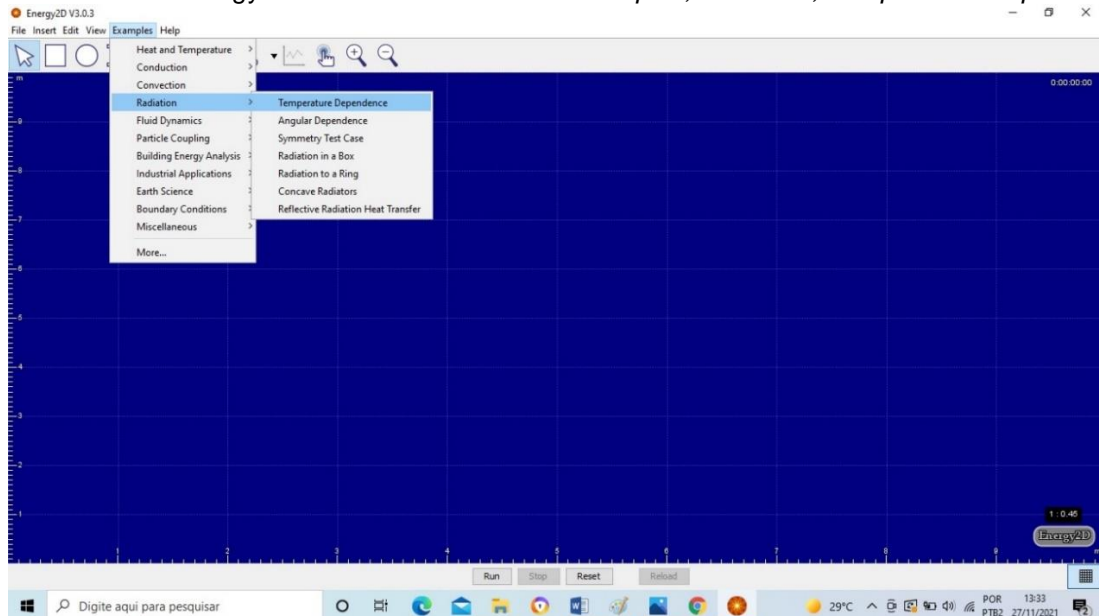 Energy2D V3.0.3
File Insert Edit View Examples Help
Heat and Temperature
Conduction
Convection
Radiation
Fluid Dynamics
Particle Coupling
Building Energy Analysis
Industrial Applications
Earth Science
Boundary Conditions
Miscellaneous
More...
Temperature Dependence
Angular Dependence
Symmetry Test Case
Radiation in a Box
Radiation to a Ring
Concave Radiators
Reflective Radiation Heat Transfer
m
0:00:00:00
-9
-8
-7
-6
-5
-4
-3
-2
-1
1 : 0.46
Energy2D
1 2 3 4 5 6 7 8 9 m
Run Stop Reset Reload
Digite aqui para pesquisar
29°C
POR 13:33
PTB2 27/11/2021
2